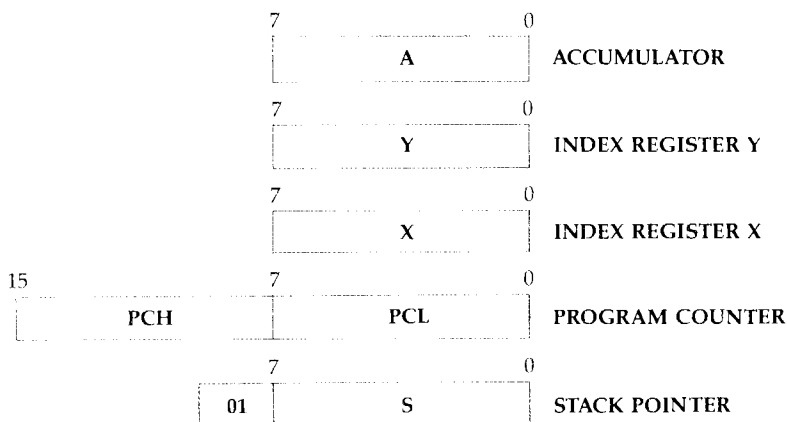 7 0
A ACCUMULATOR
7 0
Y INDEX REGISTER Y
7 0
X INDEX REGISTER X
15 7 0
PCH PCL PROGRAM COUNTER
7 0
01 S STACK POINTER